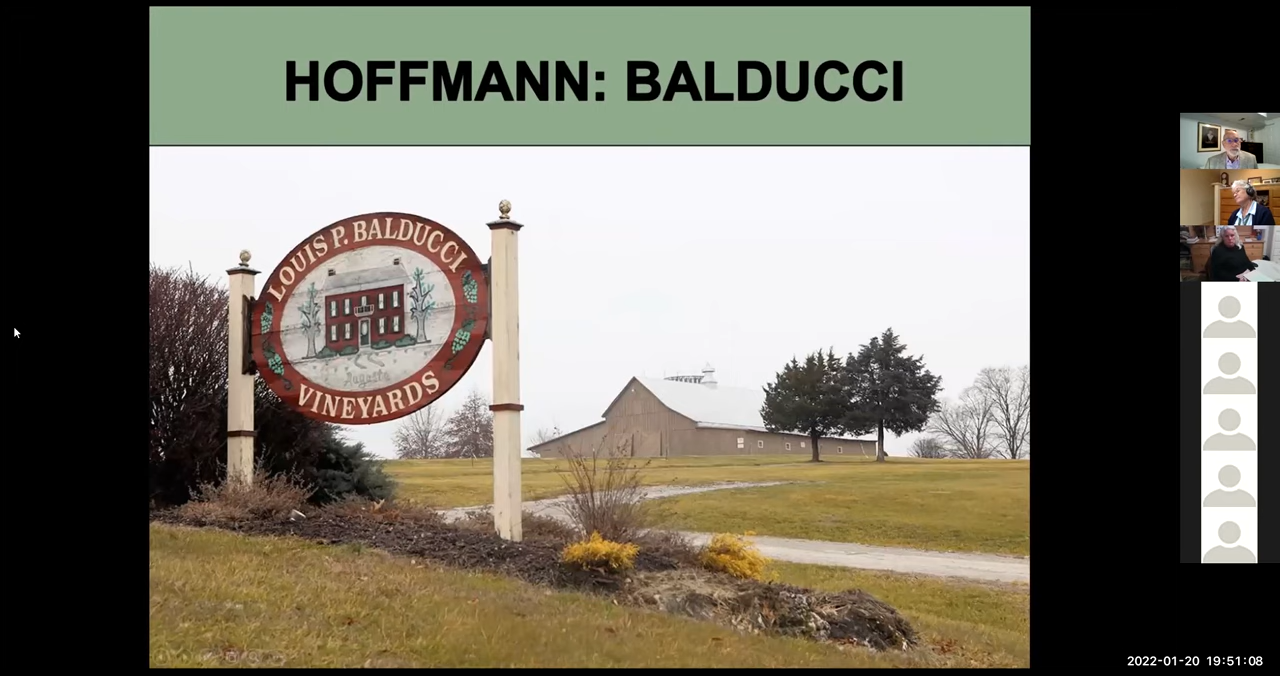 HOFFMANN: BALDUCCI
LOUIS P. BALDUCCI
Augusta
VINEYARDS
2022-01-20 19:51:08